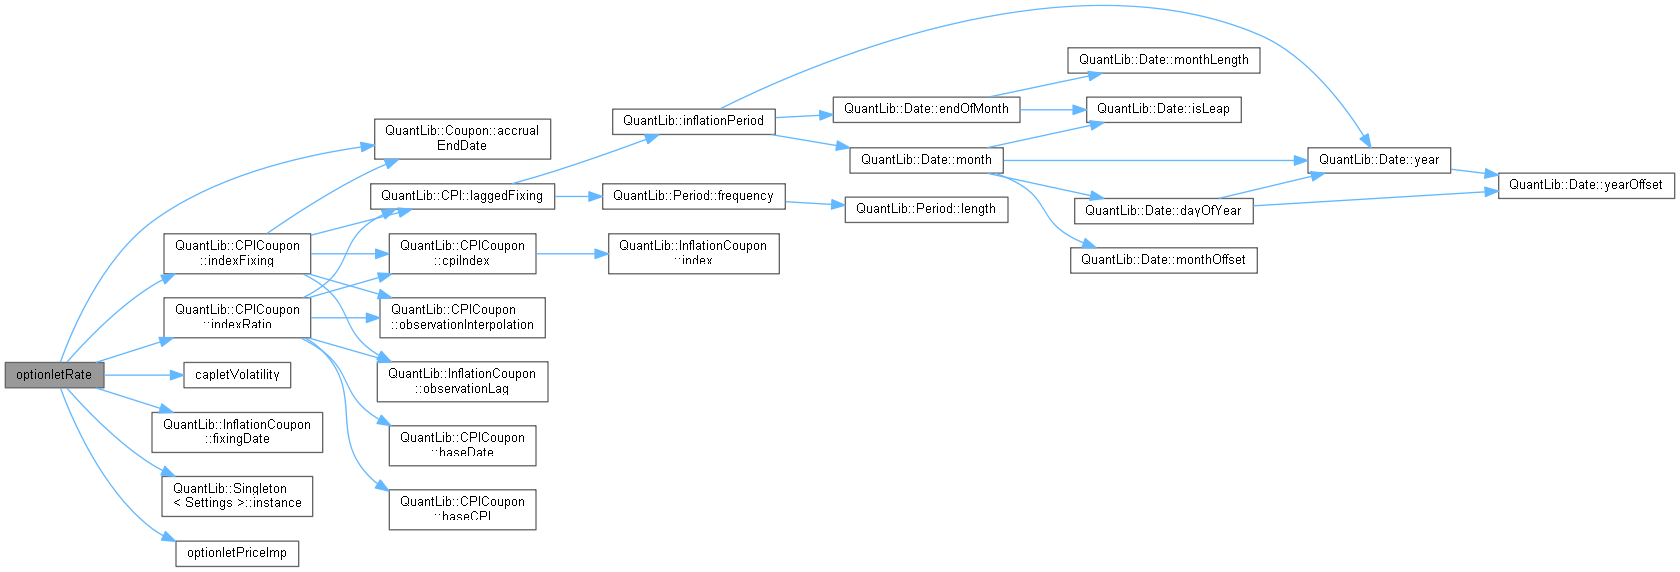 optionletRate
QuantLib::Coupon::accrual
EndDate
QuantLib::CPICoupon
::indexFixing
QuantLib::CPICoupon
::indexRatio
capletVolatility
QuantLib::InflationCoupon
::fixingDate
QuantLib::Singleton
< Settings >::instance
optionletPriceImp
QuantLib::CPI::laggedFixing
QuantLib::CPICoupon
::cpiIndex
QuantLib::CPICoupon
::observationInterpolation
QuantLib::InflationCoupon
::observationLag
QuantLib::CPICoupon
::baseDate
QuantLib::CPICoupon
::baseCPI
QuantLib::inflationPeriod
QuantLib::Period::frequency
QuantLib::InflationCoupon
::index
QuantLib::Date::endOfMonth
QuantLib::Date::month
QuantLib::Period::length
QuantLib::Date::monthLength
QuantLib::Date::isLeap
QuantLib::Date::dayOfYear
QuantLib::Date::monthOffset
QuantLib::Date::year
QuantLib::Date::yearOffset